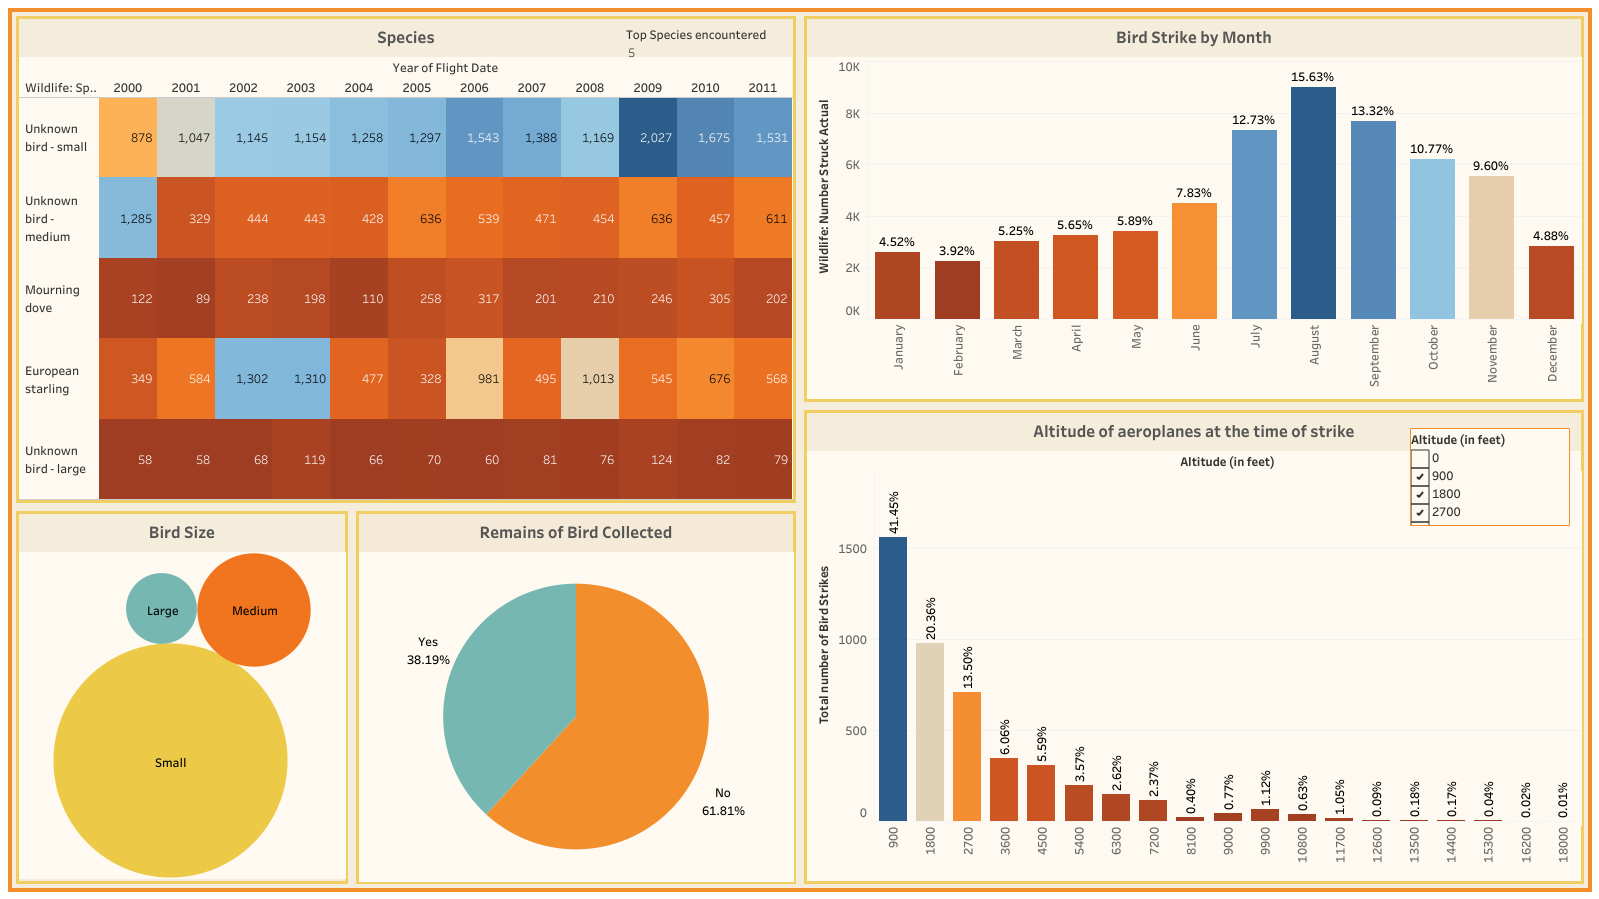 Species
Top Species encountered
5
Year of Flight Date
Wildlife: Sp.. 2000 2001 2002 2003 2004 2005 2006 2007 2008 2009 2010 2011
Unknown
bird - small
878 1,047 1,145 1,154 1,258 1,297 1,543 1,388 1,169 2,027 1,675 1,531
Unknown
bird -
medium
1,285 329 444 443 428 636 539 471 454 636 457 611
Mourning
dove
122 89 238 198 110 258 317 201 210 246 305 202
European
starling
349 584 1,302 1,310 477 328 981 495 1,013 545 676 568
Unknown
bird - large
58 58 68 119 66 70 60 81 76 124 82 79
Bird Strike by Month
Wildlife: Number Struck Actual
10K
8K
6K
4K
2K
0K
4.52% 3.92% 5.25% 5.65% 5.89% 7.83% 12.73% 15.63% 13.32% 10.77% 9.60% 4.88%
January February March April May June July August September October November December
Bird Size
Large
Medium
Small
Remains of Bird Collected
Yes
38.19%
No
61.81%
Altitude of aeroplanes at the time of strike
Altitude (in feet)
Altitude (in feet)
0
900
1800
2700
Total number of Bird Strikes
1500
1000
500
0
41.45% 20.36% 13.50% 6.06% 5.59% 3.57% 2.62% 2.37% 0.40% 0.77% 1.12% 0.63% 1.05% 0.09% 0.18% 0.17% 0.04% 0.02% 0.01%
900 1800 2700 3600 4500 5400 6300 7200 8100 9000 9900 10800 11700 12600 13500 14400 15300 16200 18000